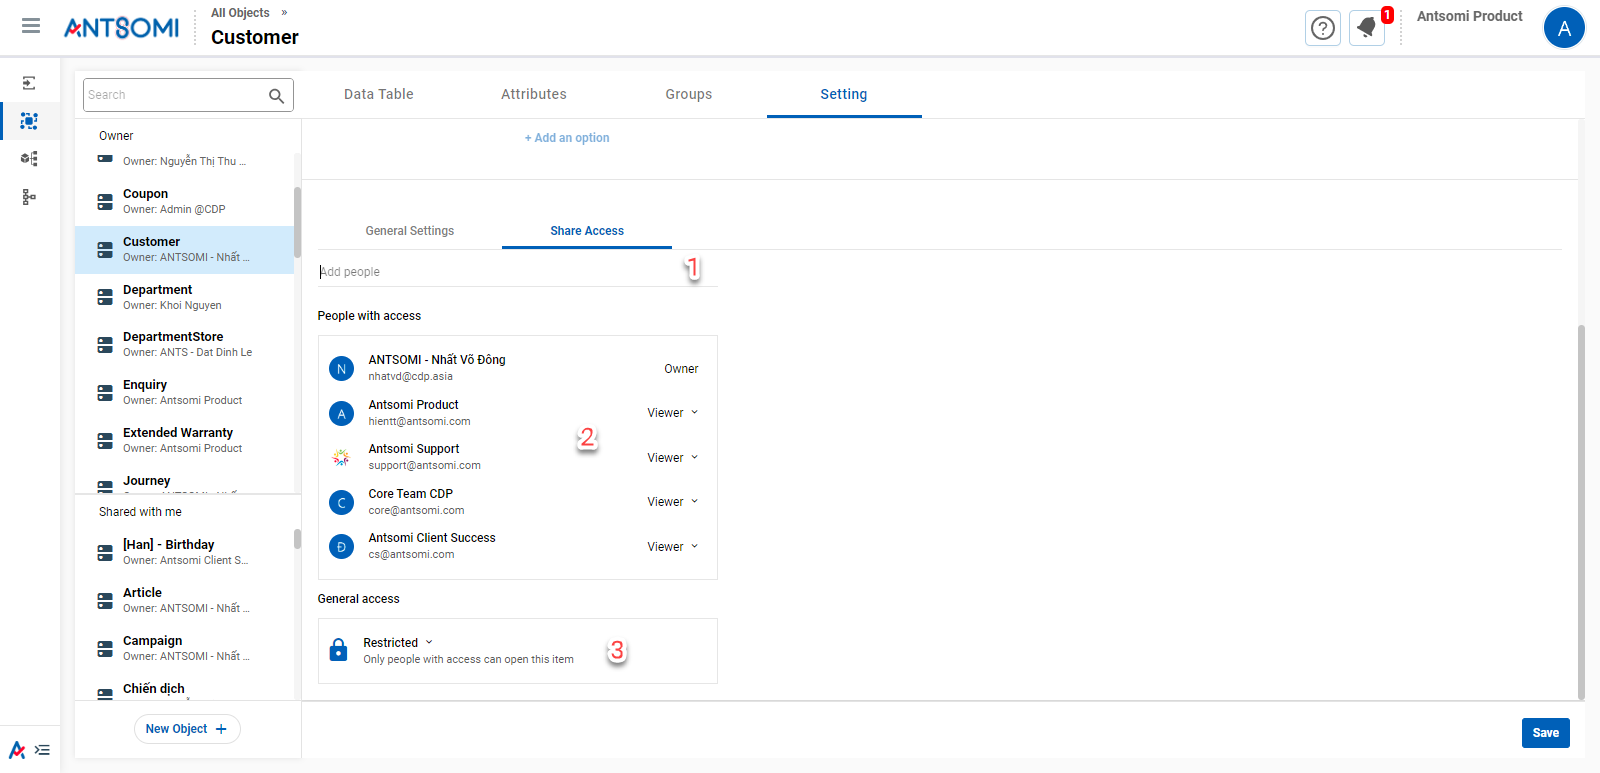 ANTSOMI
All Objects »
Customer
1
Antsomi Product
A
Search
Data Table
Attributes
Groups
Setting
Owner
Owner: Nguyễn Thị Thu ...
Coupon
Owner: Admin @CDP
Customer
Owner: ANTSOMI - Nhất ...
Department
Owner: Khoi Nguyen
DepartmentStore
Owner: ANTS - Dat Dinh Le
Enquiry
Owner: Antsomi Product
Extended Warranty
Owner: Antsomi Product
Journey
Shared with me
[Han] - Birthday
Owner: Antsomi Client S...
Article
Owner: ANTSOMI - Nhất ...
Campaign
Owner: ANTSOMI - Nhất ...
Chiến dịch
New Object +
+ Add an option
General Settings
Share Access
Add people
1
People with access
N
ANTSOMI - Nhất Võ Đông
nhatvd@cdp.asia
Owner
A
Antsomi Product
hientt@antsomi.com
Viewer
2
Antsomi Support
support@antsomi.com
Viewer
C
Core Team CDP
core@antsomi.com
Viewer
Đ
Antsomi Client Success
cs@antsomi.com
Viewer
General access
Restricted
Only people with access can open this item
3
Save